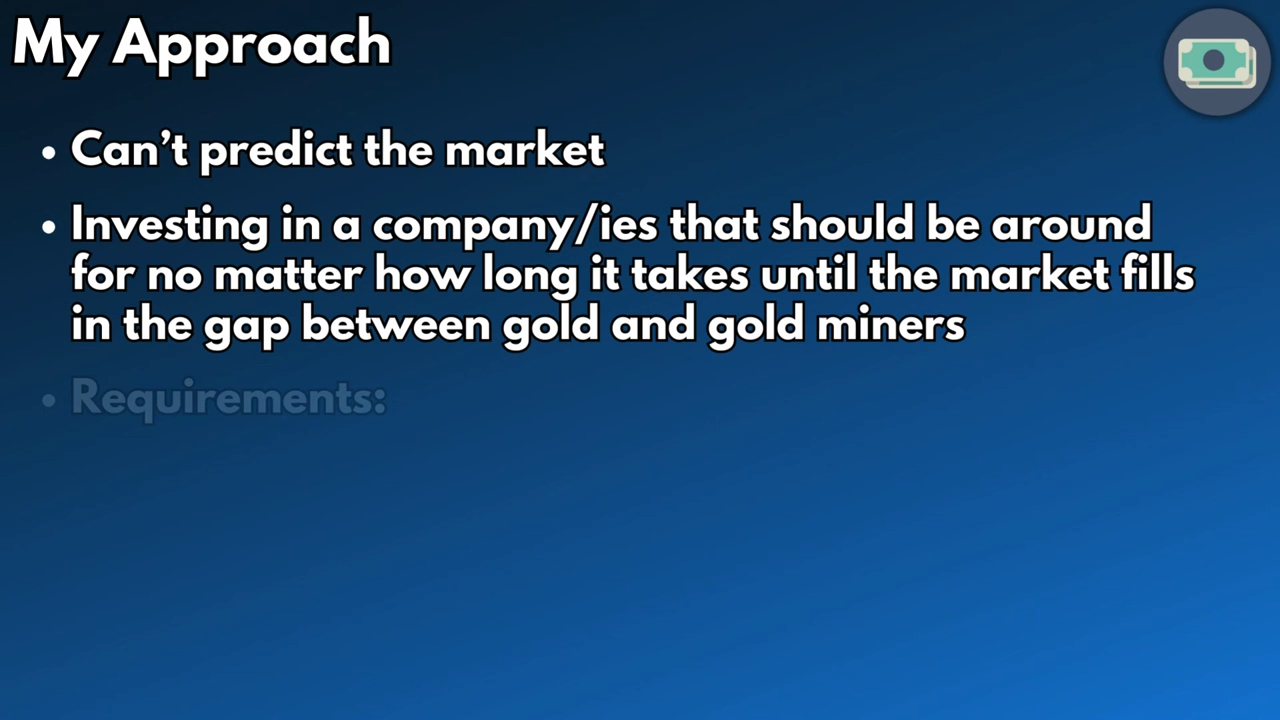 My Approach
• Can't predict the market
• Investing in a company/ies that should be around
for no matter how long it takes until the market fills
in the gap between gold and gold miners
• Requirements: